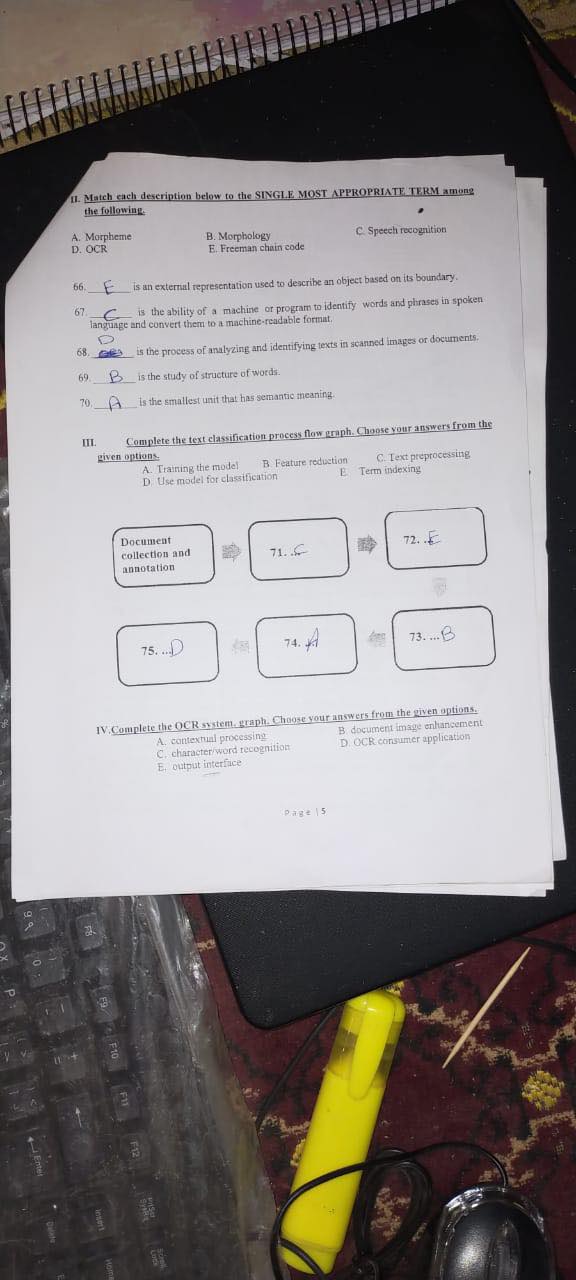 II. Match each description below to the SINGLE MOST APPROPRIATE TERM among
the following.
A. Morpheme B. Morphology C. Speech recognition
D. OCR E. Freeman chain code
66. E is an external representation used to describe an object based on its boundary.
67. C is the ability of a machine or program to identify words and phrases in spoken
language and convert them to a machine-readable format.
D
68. is the process of analyzing and identifying texts in scanned images or documents.
69. B is the study of structure of words.
70. A is the smallest unit that has semantic meaning.
III. Complete the text classification process flow graph. Choose your answers from the
given options.
A. Training the model B. Feature reduction C. Text preprocessing
D. Use model for classification E Term indexing
Document
collection and
annotation
71. ..C
72. ..E
75. ...D
74. A
73. ...B
IV.Complete the OCR system, graph. Choose your answers from the given options.
A. contextual processing B. document image enhancement
C. character/word recognition D. OCR consumer application
E. output interface
Page | 5
F8
F9
F10
F11
F12
PrtScr
SysRq
Scroll
Lock
Enter
Insert
Home
Delete
P